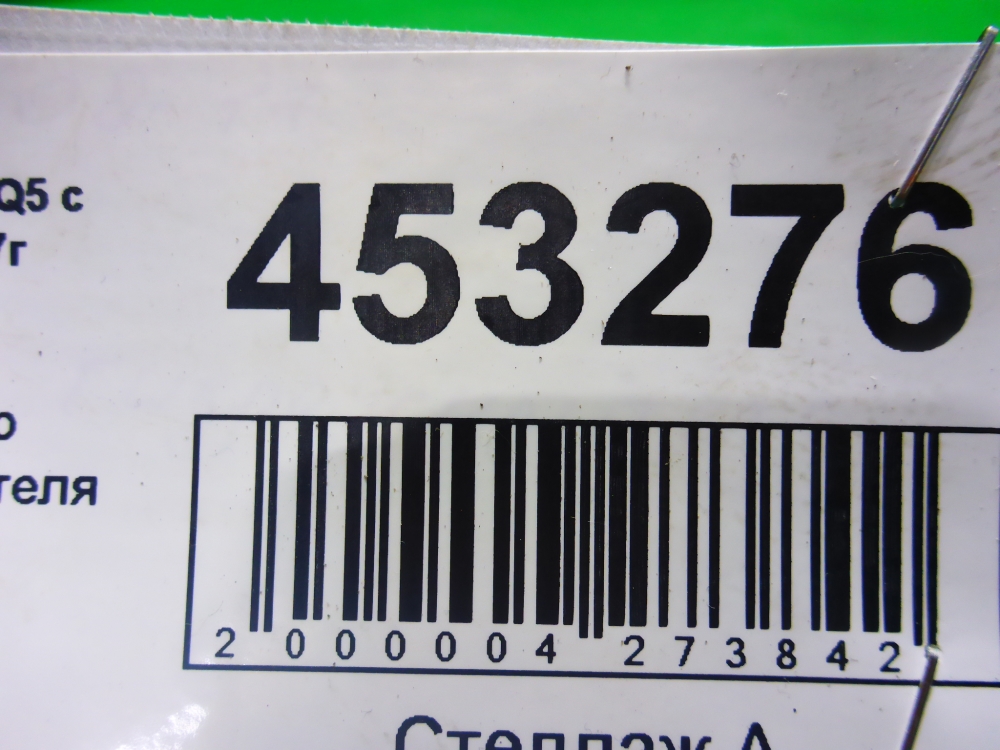 Q5 с
453276
7г
о
теля
2 000004 273842
Стеллаж А